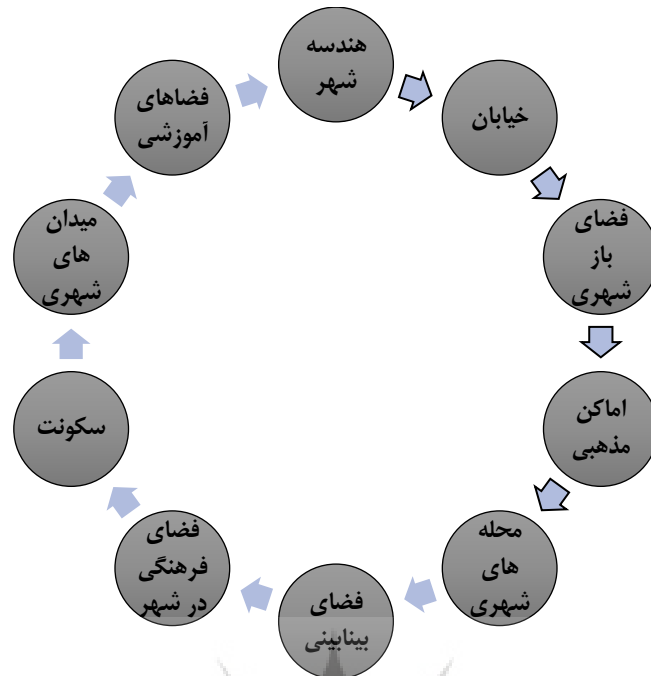 هندسه
شهر
خیابان
فضای
باز
شهری
اماکن
مذهبی
محله
های
شهری
فضای
بینابینی
فضای
فرهنگی
در شهر
سکونت
میدان
های
شهری
فضاهای
آموزشی